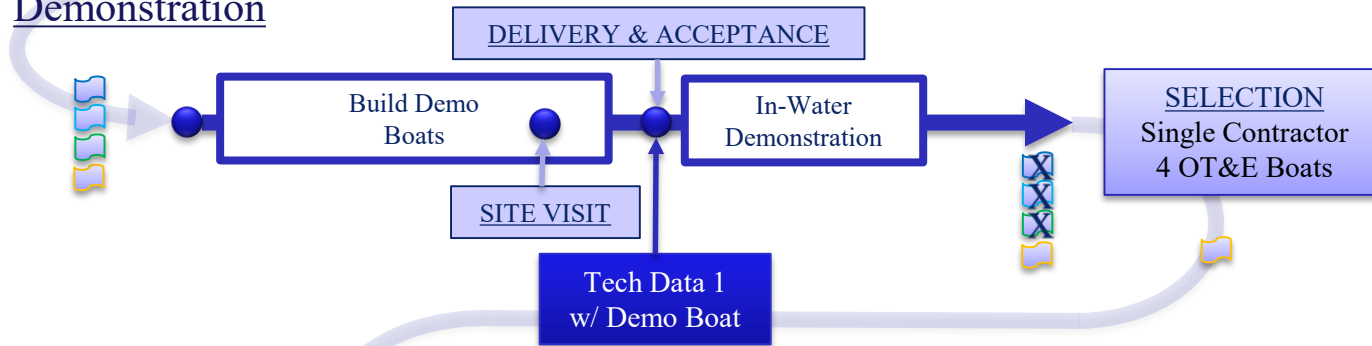 Demonstration
DELIVERY & ACCEPTANCE
Build Demo
Boats
In-Water
Demonstration
SELECTION
Single Contractor
4 OT&E Boats
X
X
X
SITE VISIT
Tech Data 1
w/ Demo Boat